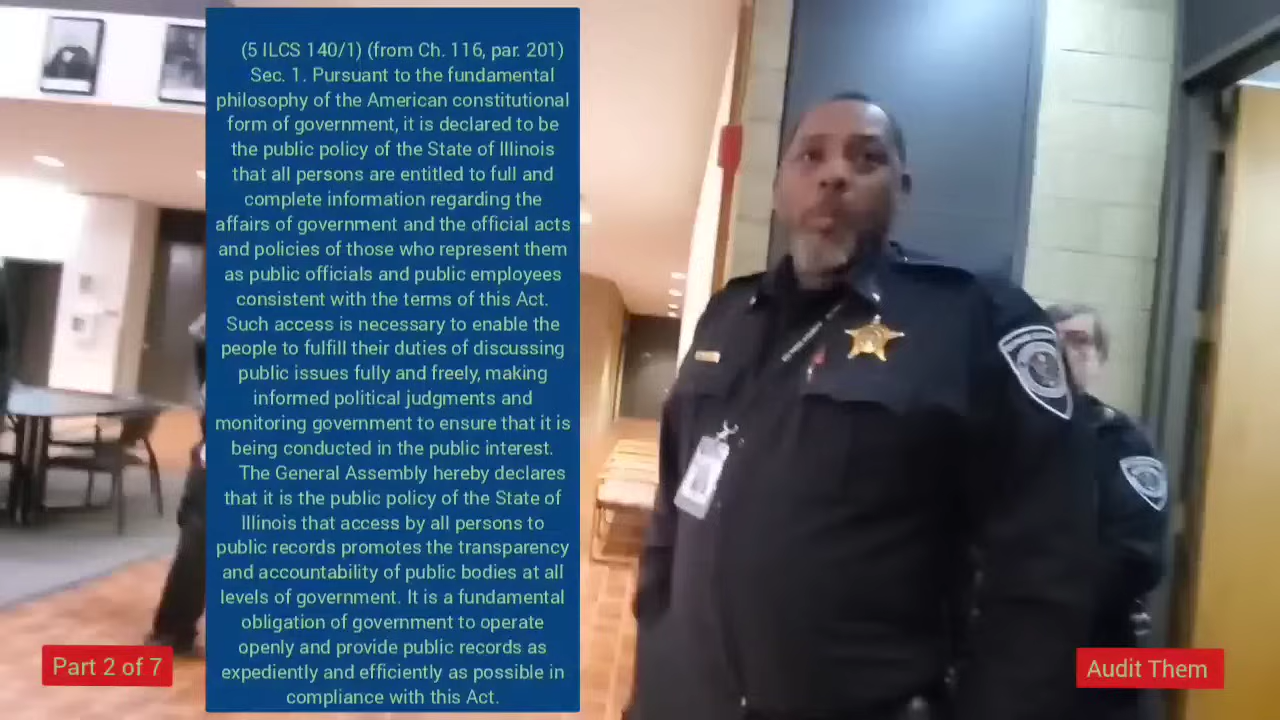 (5 ILCS 140/1) (from Ch. 116, par. 201)
Sec. 1. Pursuant to the fundamental
philosophy of the American constitutional
form of government, it is declared to be
the public policy of the State of Illinois
that all persons are entitled to full and
complete information regarding the
affairs of government and the official acts
and policies of those who represent them
as public officials and public employees
consistent with the terms of this Act.
Such access is necessary to enable the
people to fulfill their duties of discussing
public issues fully and freely, making
informed political judgments and
monitoring government to ensure that it is
being conducted in the public interest.
The General Assembly hereby declares
that it is the public policy of the State of
Illinois that access by all persons to
public records promotes the transparency
and accountability of public bodies at all
levels of government. It is a fundamental
obligation of government to operate
openly and provide public records as
expediently and efficiently as possible in
compliance with this Act.
Part 2 of 7
Audit Them